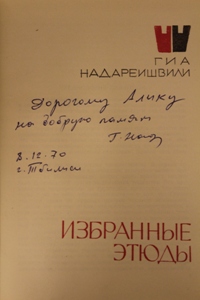 ГИА
НАДАРЕИШВИЛИ
Дорогому Алику
на добрую память
Г. Над
8.12.70
г. Тбилиси
ИЗБРАННЫЕ
ЭТЮДЫ